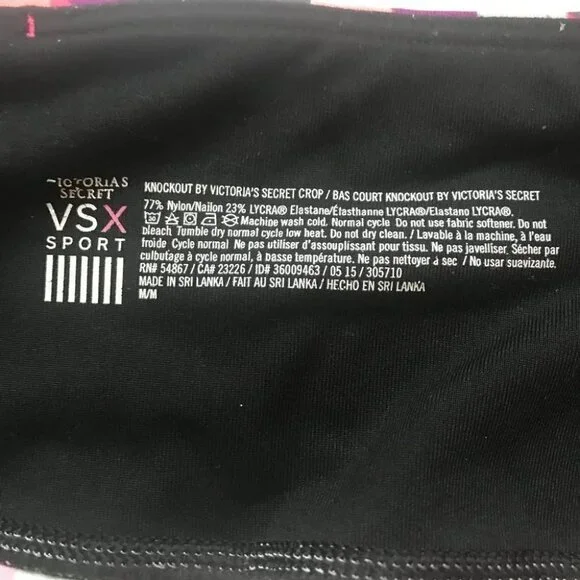 VICTORIA'S
SECRET
VSX
SPORT
KNOCKOUT BY VICTORIA'S SECRET CROP / BAS COURT KNOCKOUT BY VICTORIA'S SECRET
77% Nylon/Nailon 23% LYCRA® Elastane/Élasthanne LYCRA®/Elastano LYCRA®.
Machine wash cold. Normal cycle. Do not use fabric softener. Do not
bleach. Tumble dry normal cycle low heat. Do not dry clean. / Lavable à la machine, à l'eau
froide. Cycle normal. Ne pas utiliser d'assouplissant pour tissu. Ne pas javelliser. Sécher par
culbutage à cycle normal, à basse température. Ne pas nettoyer à sec. / No usar suavizante.
RN# 54867 / CA# 23226 / ID# 36009463 / 05 15 / 305710
MADE IN SRI LANKA / FAIT AU SRI LANKA / HECHO EN SRI LANKA
M/M